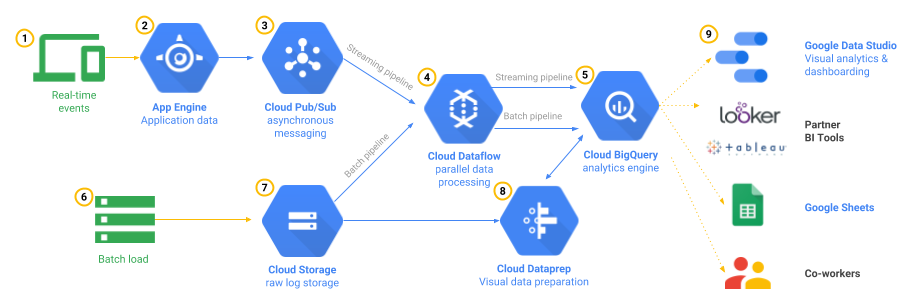 1
Real-time
events
2
App Engine
Application data
3
Cloud Pub/Sub
asynchronous
messaging
Streaming pipeline
Batch pipeline
4
Cloud Dataflow
parallel data
processing
Streaming pipeline
Batch pipeline
5
Cloud BigQuery
analytics engine
6
Batch load
7
Cloud Storage
raw log storage
8
Cloud Dataprep
Visual data preparation
9
Google Data Studio
Visual analytics &
dashboarding
looker
tableau
Partner
BI Tools
Google Sheets
Co-workers